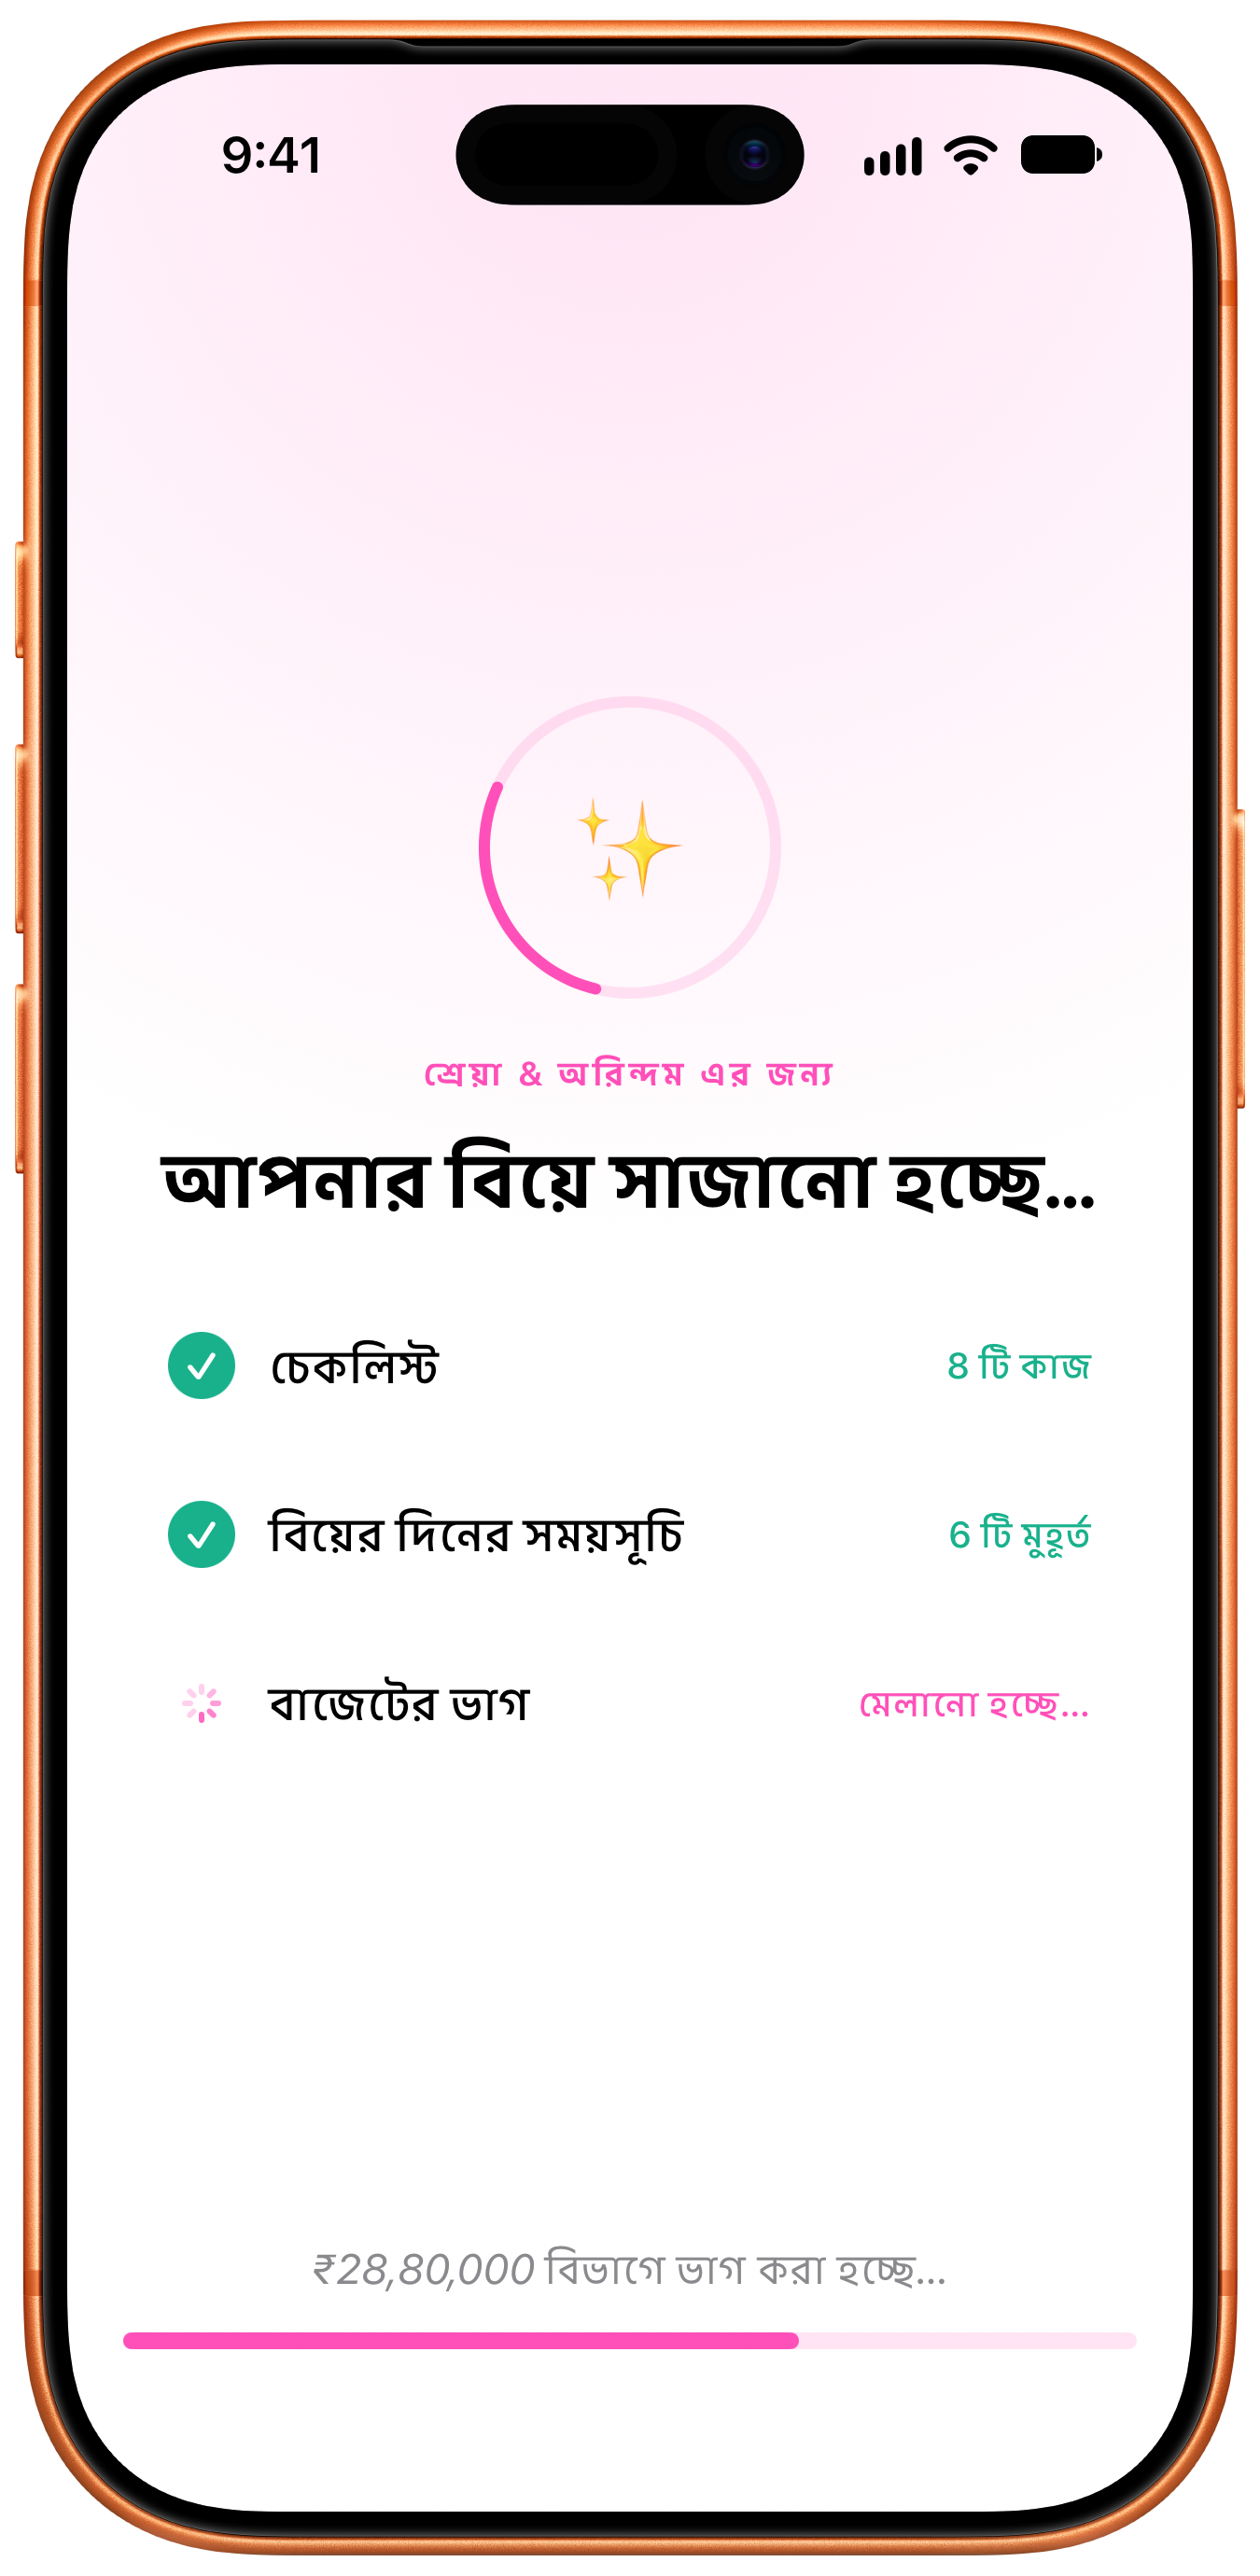 9:41
শ্রেয়া & অরিন্দম এর জন্য
আপনার বিয়ে সাজানো হচ্ছে...
চেকলিস্ট
8 টি কাজ
বিয়ের দিনের সময়সূচি
6 টি মুহূর্ত
বাজেটের ভাগ
মেলানো হচ্ছে...
₹28,80,000 বিভাগে ভাগ করা হচ্ছে...